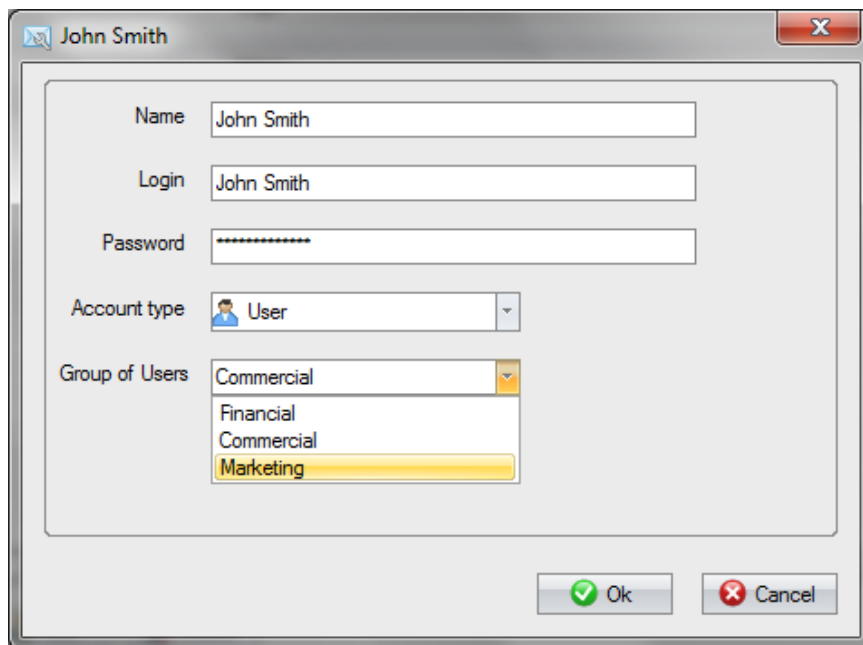 John Smith
Name John Smith
Login John Smith
Password *************
Account type User
Group of Users Commercial
Financial
Commercial
Marketing
Ok Cancel